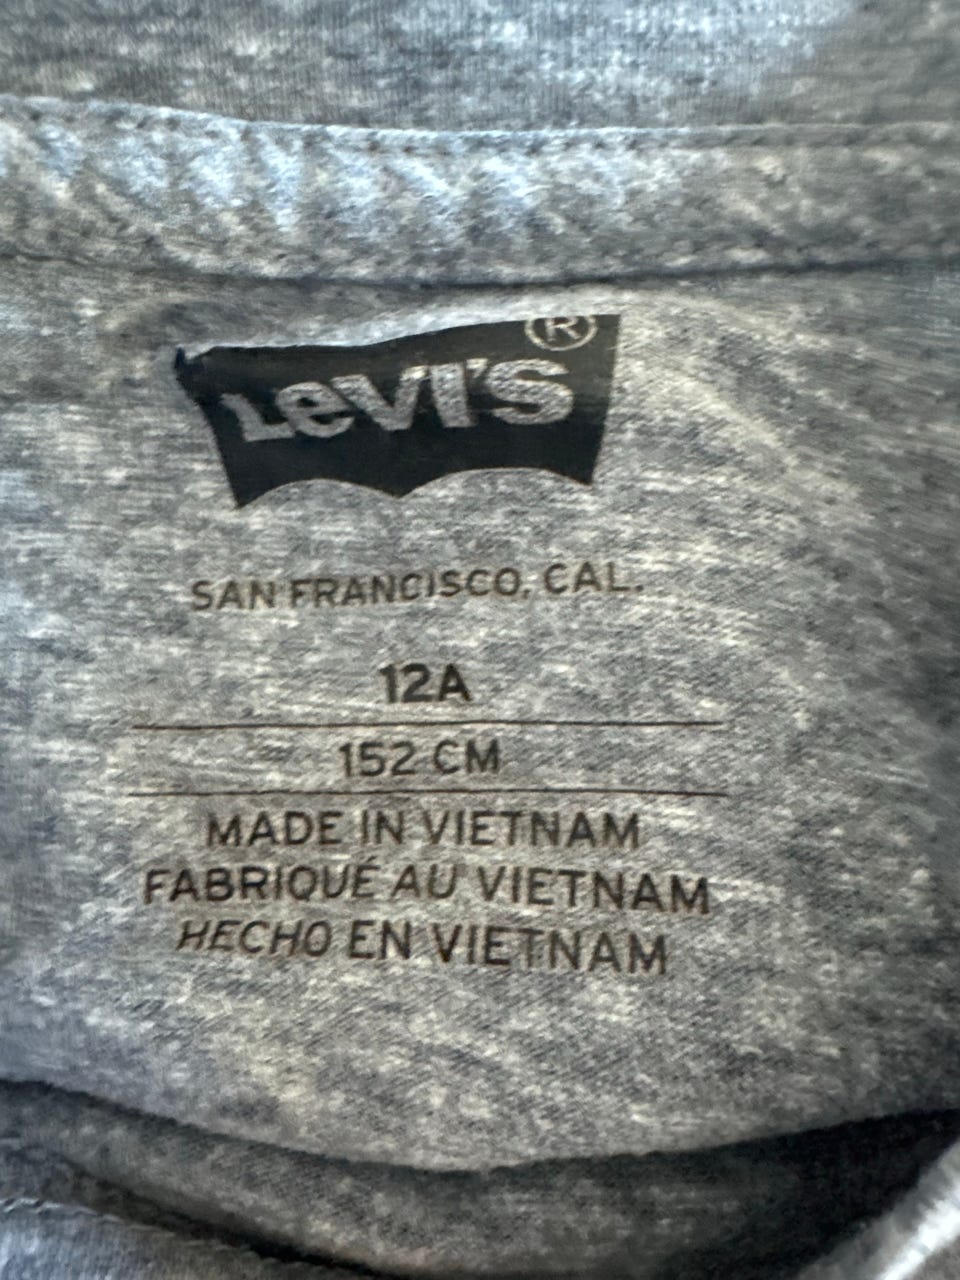 LeVI'S ®
SAN FRANCISCO, CAL.
12A
152 CM
MADE IN VIETNAM
FABRIQUÉ AU VIETNAM
HECHO EN VIETNAM